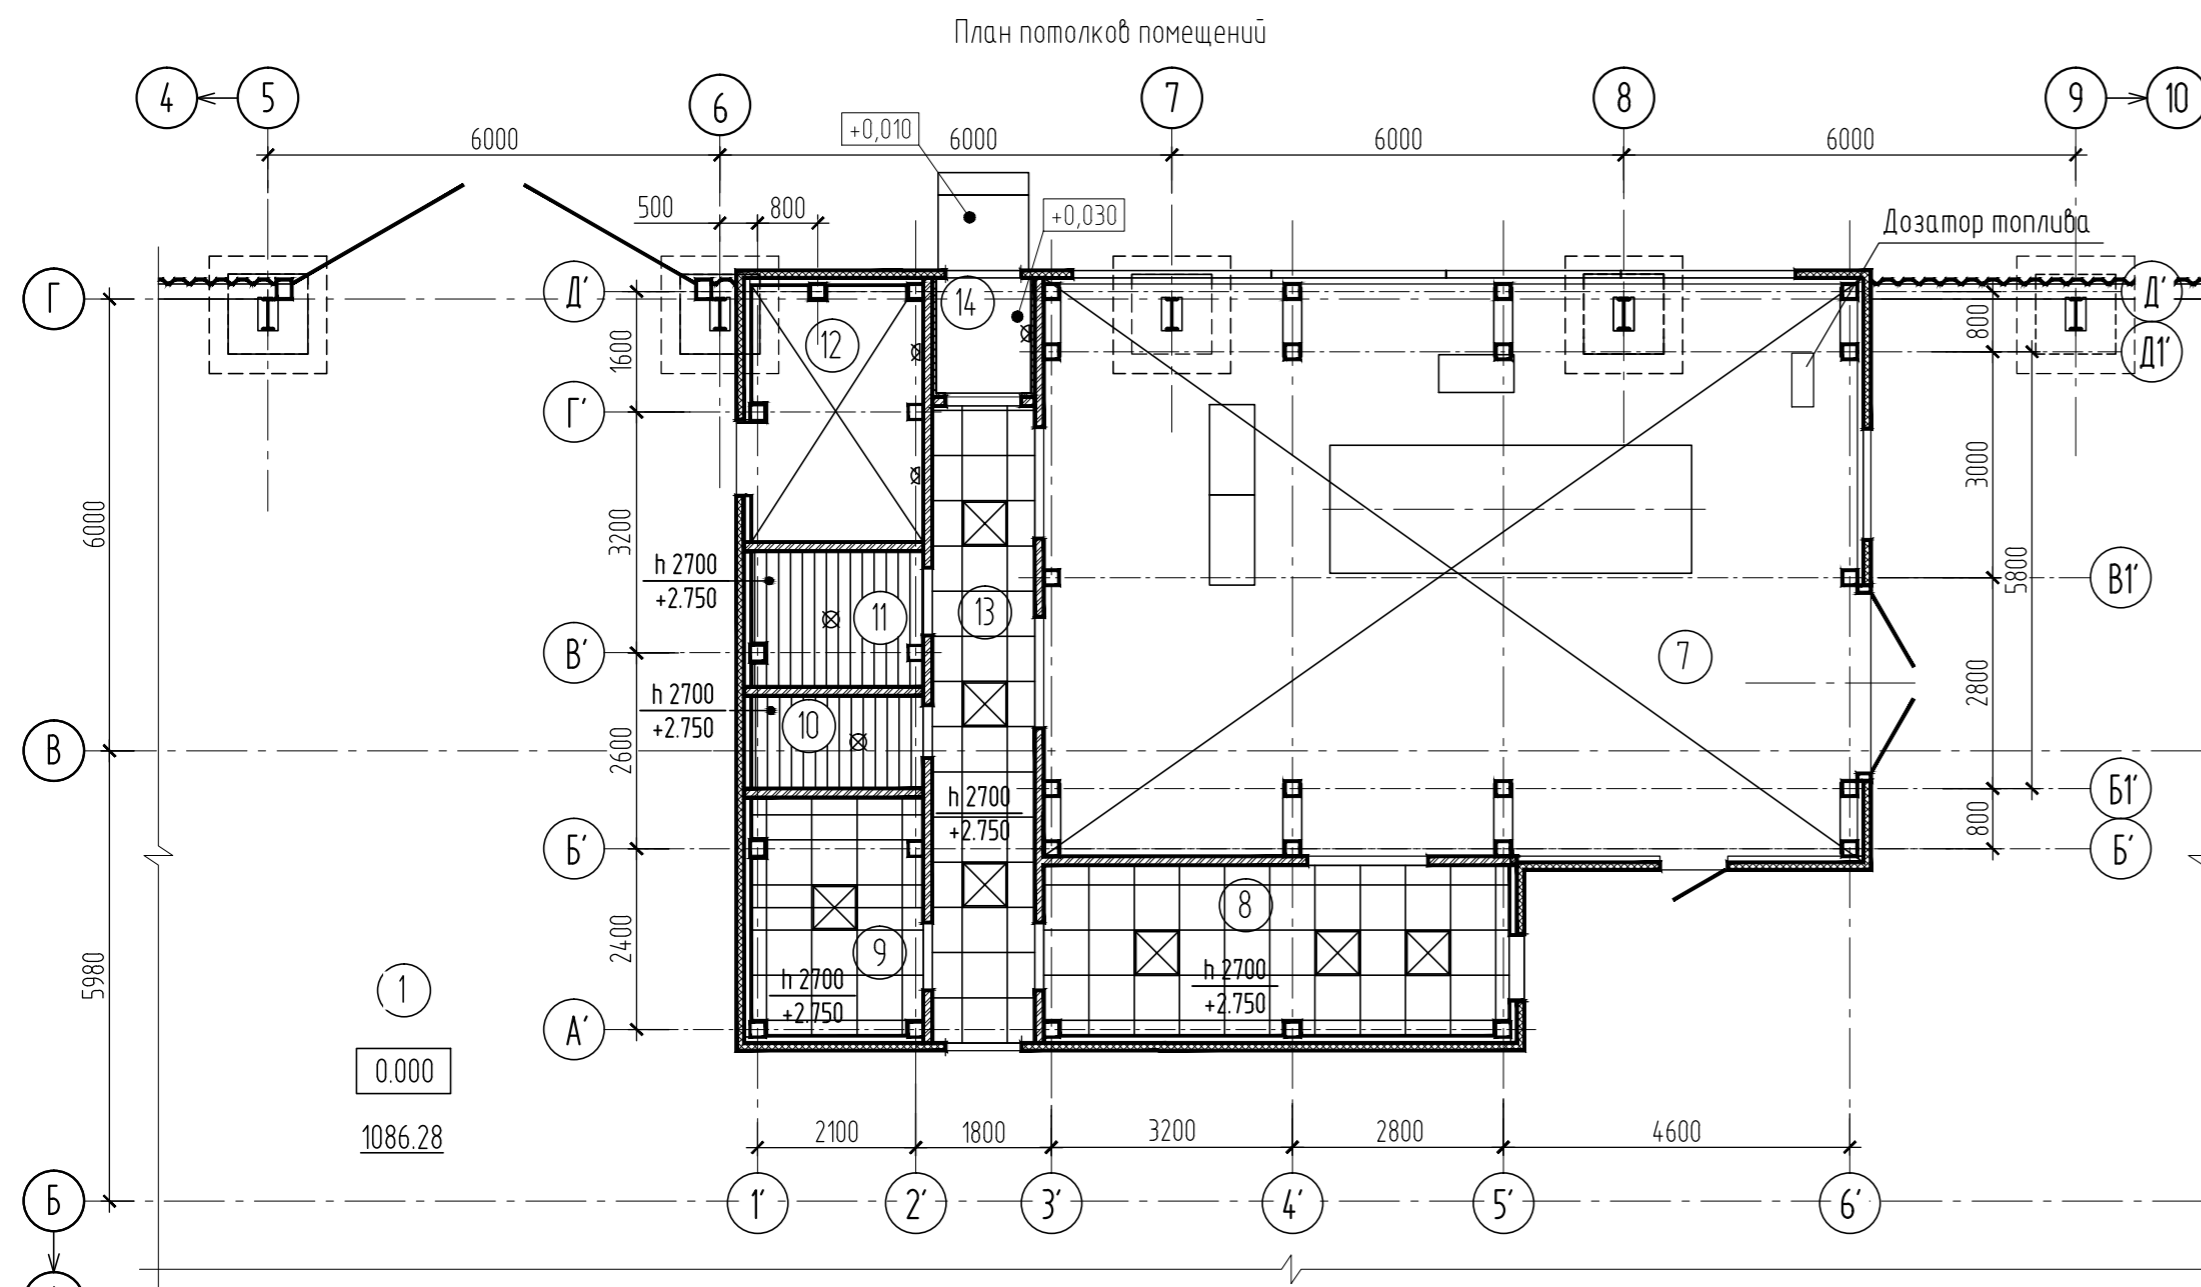 План потолков помещений
4 5 6 7 8 9 10
6000 6000 6000 6000
+0,010
500 800
+0,030
Дозатор топлива
Г Д' 14 Д'
800
12 1600 Д1'
Г'
6000 3200 3000
5800
h 2700
+2.750
11 13 В1'
В' 7
h 2700
+2.750
10 2800
В 2600
h 2700
+2.750
Б1'
800
Б' Б'
8
2400 9
h 2700
+2.750
h 2700
+2.750
5980 1
А'
0.000
1086.28
2100 1800 3200 2800 4600
Б 1' 2' 3' 4' 5' 6'